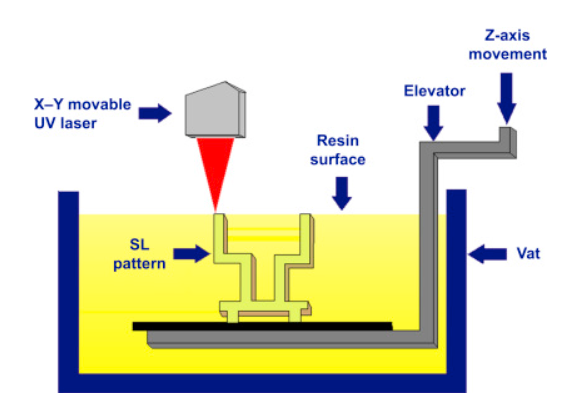 Z-axis
movement
X–Y movable
UV laser
Elevator
Resin
surface
SL
pattern
Vat